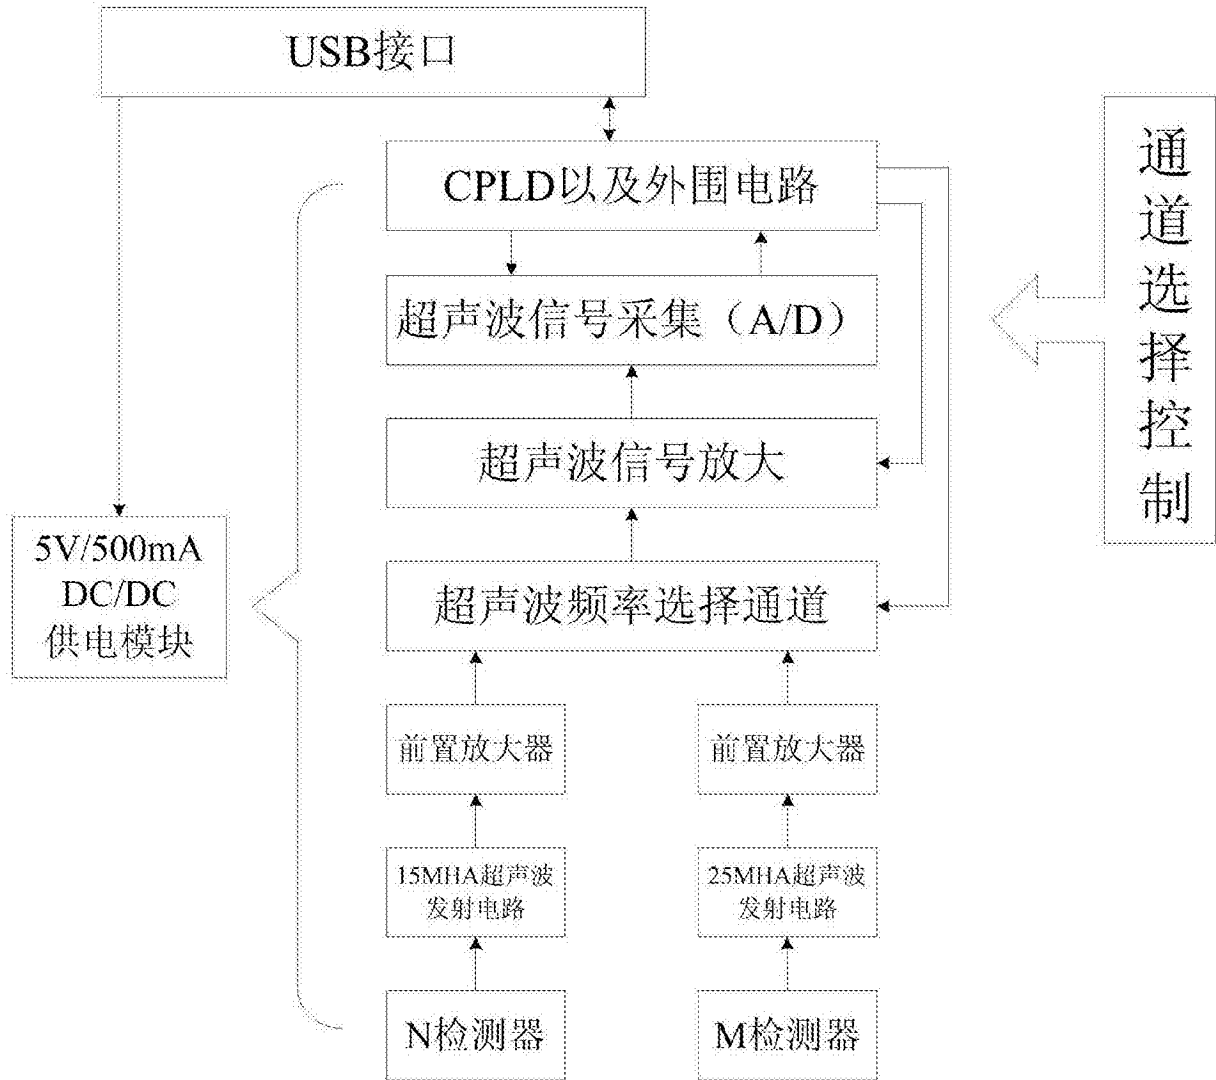 USB接口
CPLD以及外围电路
通道选择控制
超声波信号采集（A/D）
超声波信号放大
5V/500mA
DC/DC
供电模块
超声波频率选择通道
前置放大器
前置放大器
15MHA超声波
发射电路
25MHA超声波
发射电路
N检测器
M检测器